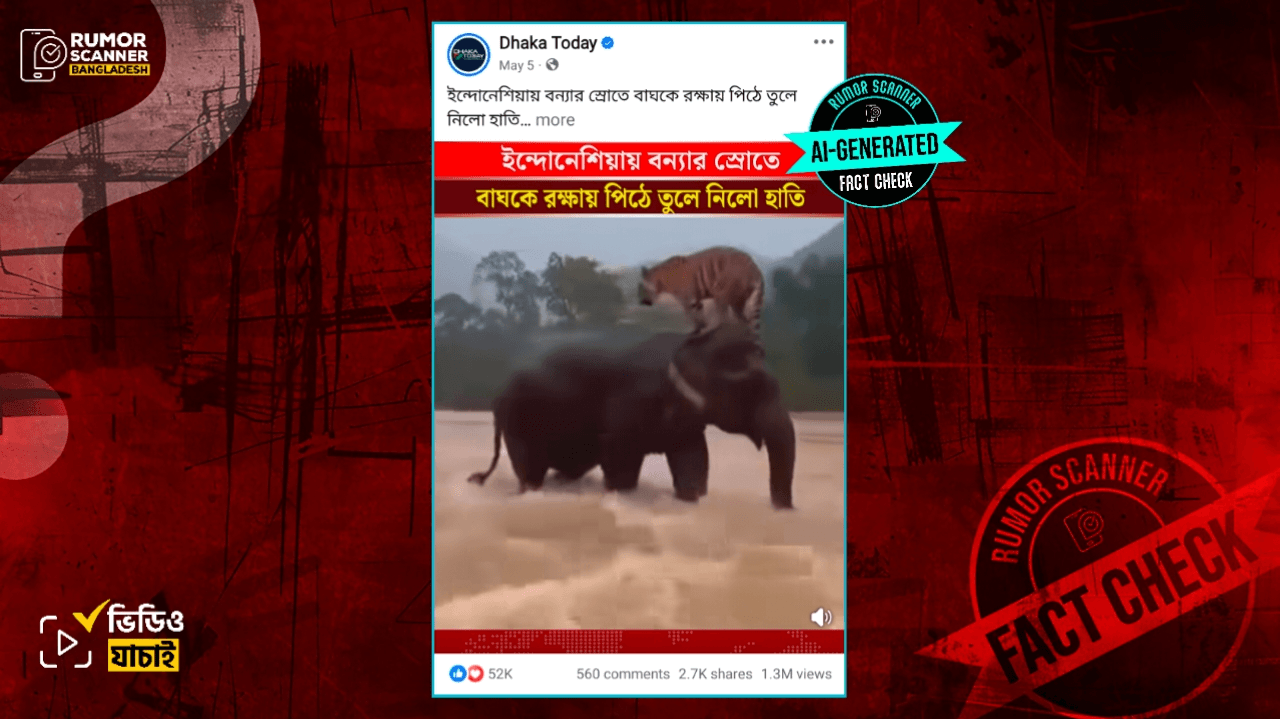 RUMOR
SCANNER
BANGLADESH
Dhaka Today
May 5
ইন্দোনেশিয়ায় বন্যার স্রোতে বাঘকে রক্ষায় পিঠে তুলে
নিলো হাতি... more
ইন্দোনেশিয়ায় বন্যার স্রোতে
বাঘকে রক্ষায় পিঠে তুলে নিলো হাতি
RUMOR SCANNER
AI-GENERATED
FACT CHECK
52K
560 comments 2.7K shares 1.3M views
ভিডিও
যাচাই
RUMOR SCANNER
FACT CHECK